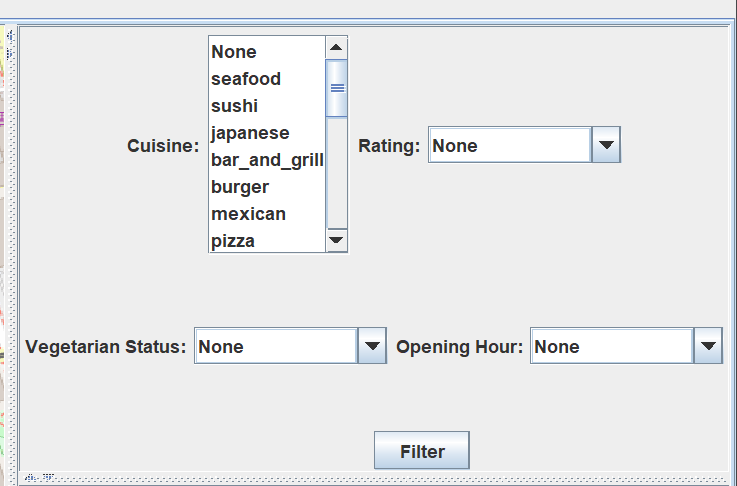 None
seafood
sushi
japanese
Cuisine:
bar_and_grill
burger
mexican
pizza
Rating: None
Vegetarian Status: None Opening Hour: None
Filter